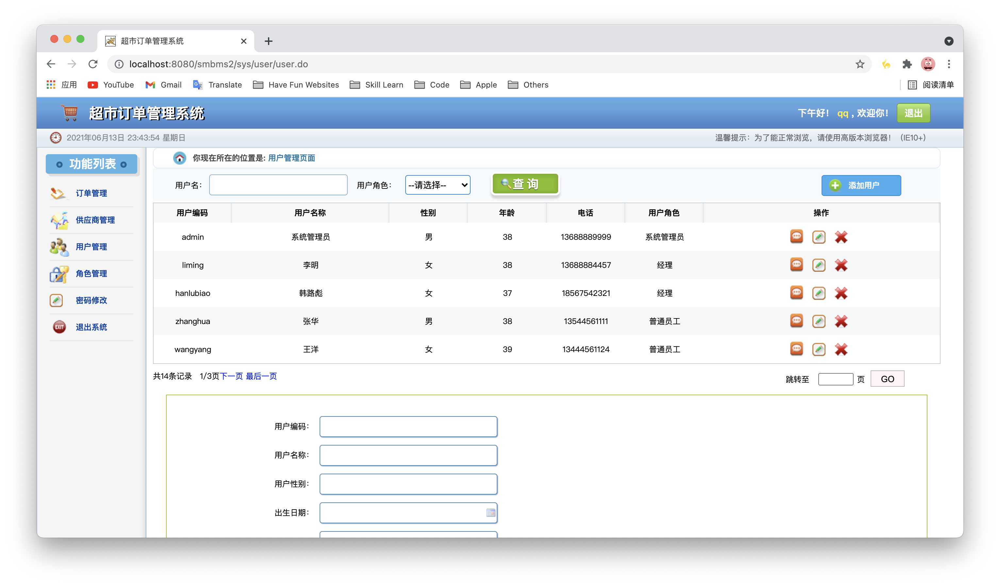 超市订单管理系统
localhost:8080/smbms2/sys/user/user.do
应用 YouTube Gmail Translate Have Fun Websites Skill Learn Code Apple Others 阅读清单
超市订单管理系统 下午好！ qq，欢迎你！ 退出
2021年06月13日 23:43:54 星期日 温馨提示：为了能正常浏览，请使用高版本浏览器！（IE10+）
功能列表
订单管理
供应商管理
用户管理
角色管理
密码修改
EXIT 退出系统
你现在所在的位置是: 用户管理页面
用户名： 用户角色： --请选择-- 查 询 添加用户
用户编码 用户名称 性别 年龄 电话 用户角色 操作
admin 系统管理员 男 38 13688889999 系统管理员
liming 李明 女 38 13688884457 经理
hanlubiao 韩路彪 女 37 18567542321 经理
zhanghua 张华 男 38 13544561111 普通员工
wangyang 王洋 女 39 13444561124 普通员工
共14条记录 1/3页下一页 最后一页 跳转至 页 GO
用户编码：
用户名称：
用户性别：
出生日期：